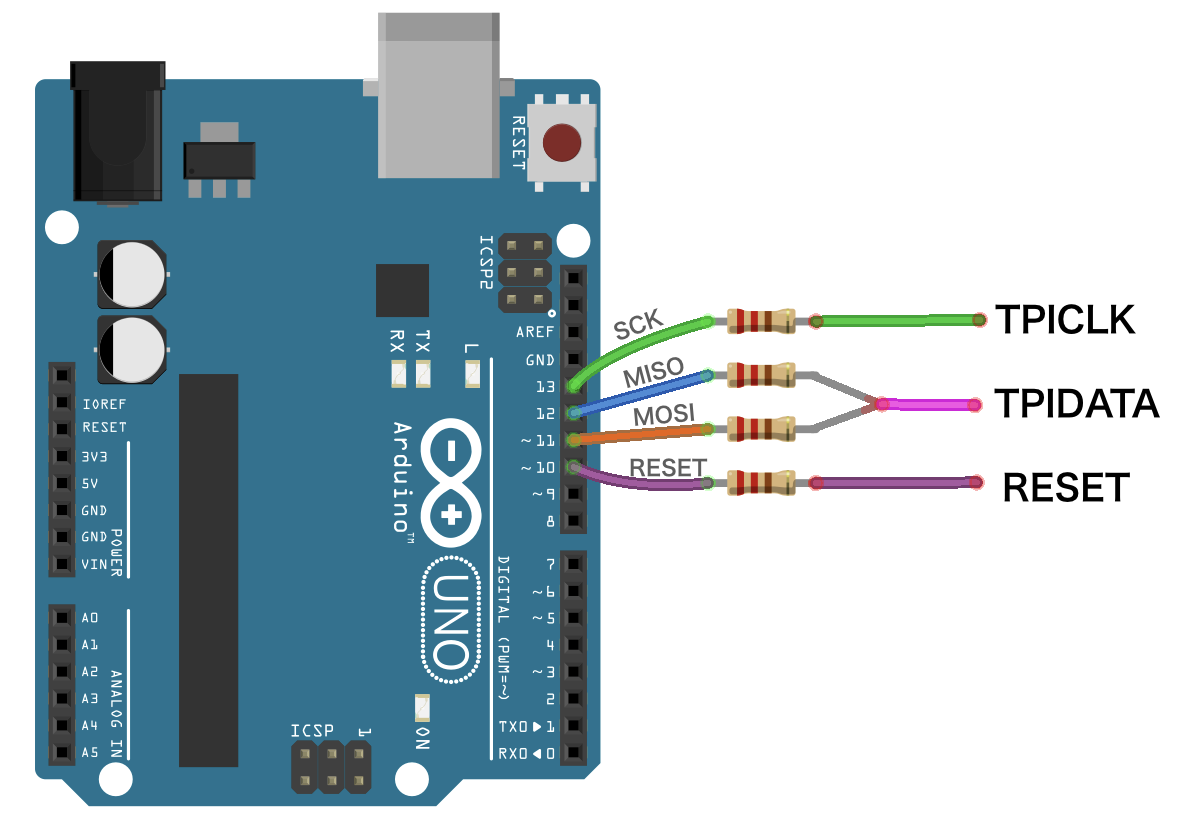 RESET
ICSP2
AREF
GND
13
12
~11
~10
~9
8
RX
TX
L
SCK
TPICLK
MISO
MOSI
TPIDATA
RESET
RESET
IOREF
RESET
3V3
5V
GND
GND
VIN
POWER
Arduino™
UNO
DIGITAL (PWM=~)
7
~6
~5
4
~3
2
TX0►1
RX0◄0
A0
A1
A2
A3
A4
A5
ANALOG IN
ON
ICSP
1